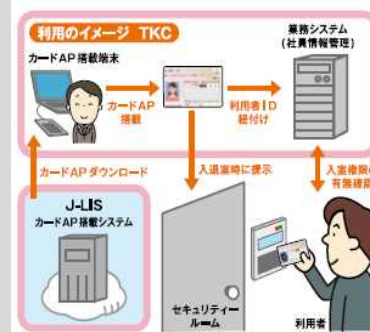 利用のイメージ TKC
カードAP搭載端末
業務システム
(社員情報管理)
カードAP
搭載
利用者ID
紐付け
カードAPダウンロード
入退室時に提示
入室権限の
有無確認
J-LIS
カードAP搭載システム
セキュリティー
ルーム
利用者